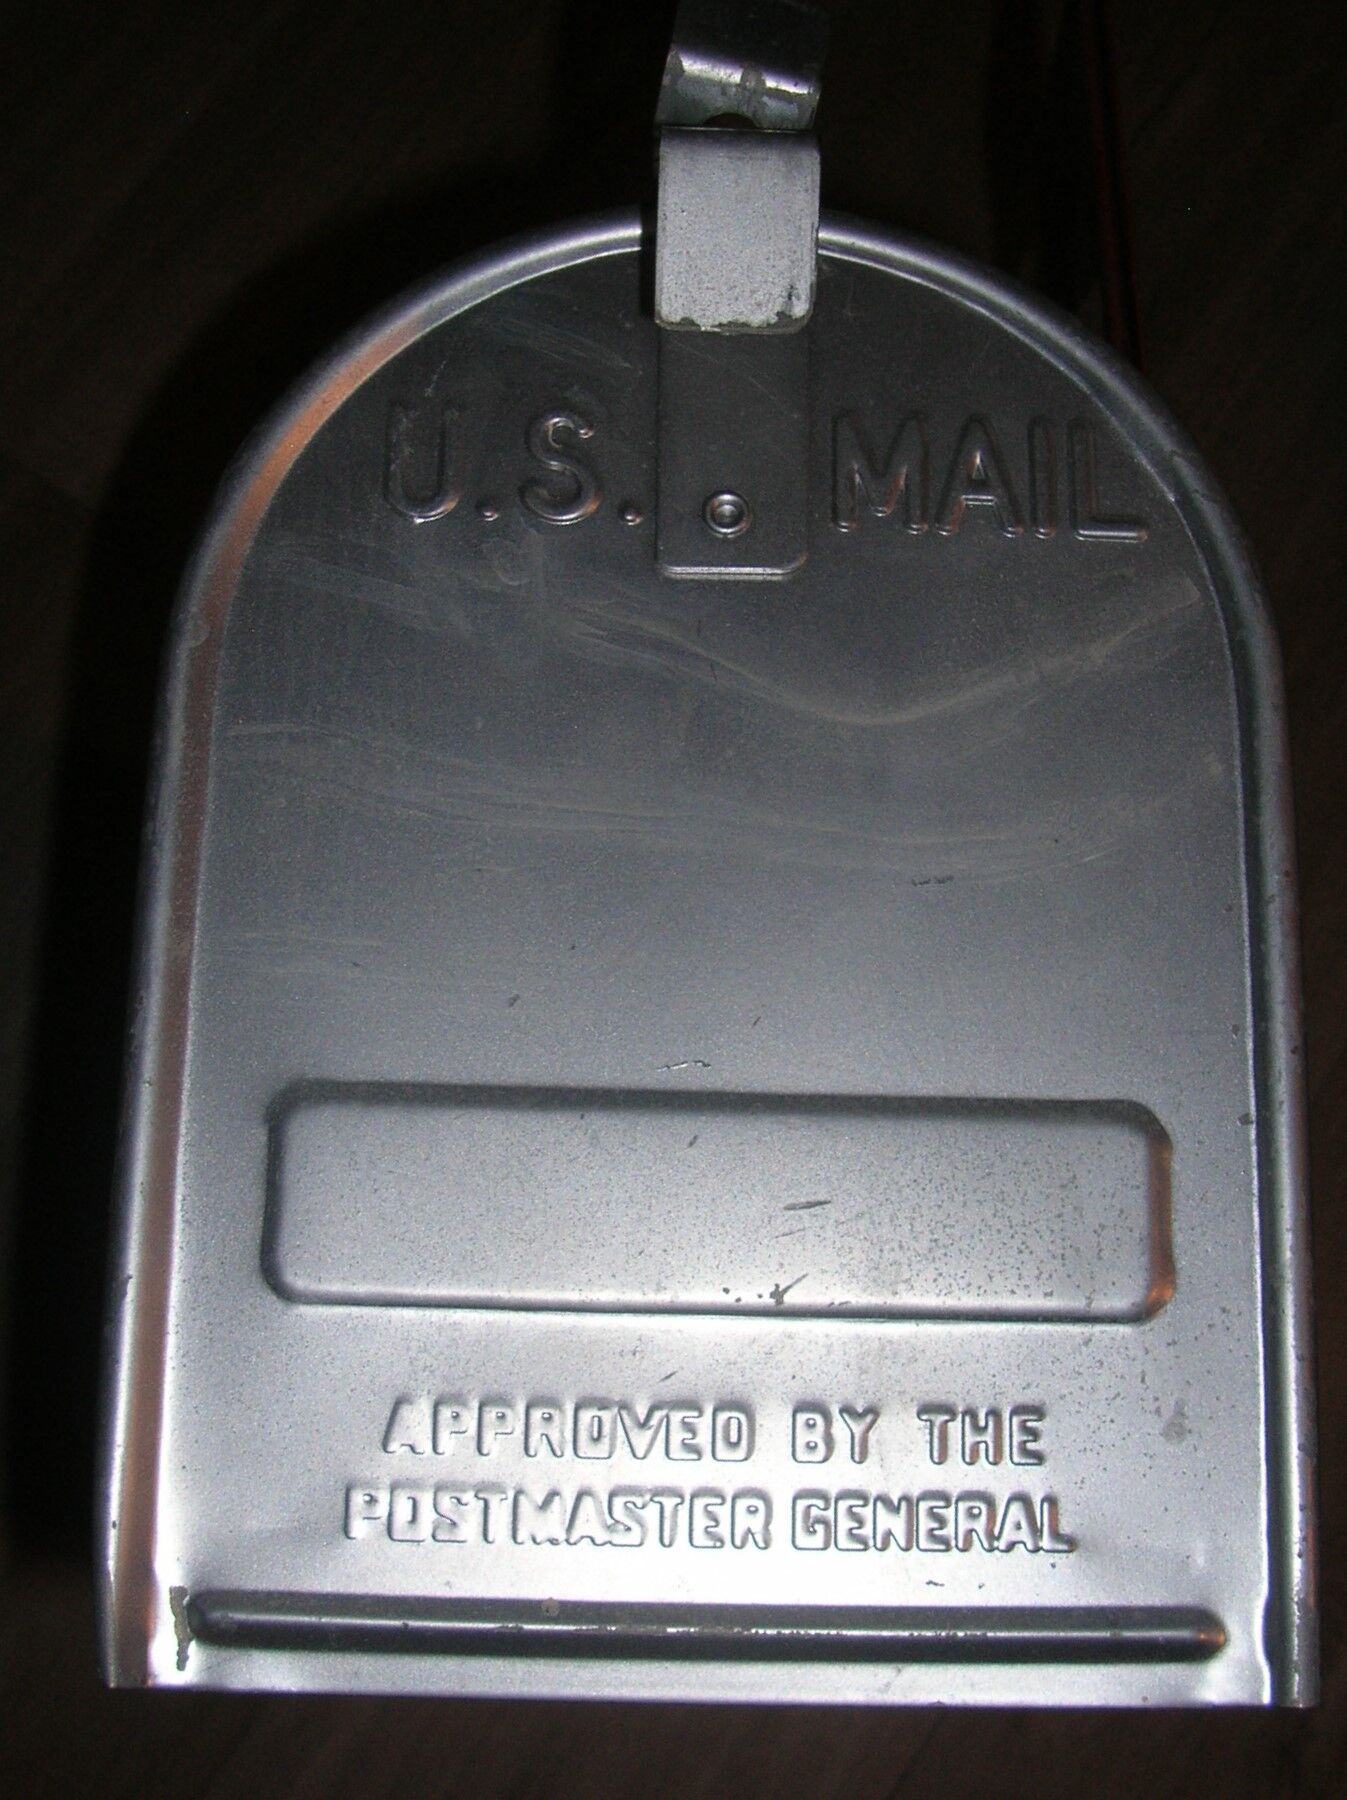 U.S. MAIL
APPROVED BY THE
POSTMASTER GENERAL